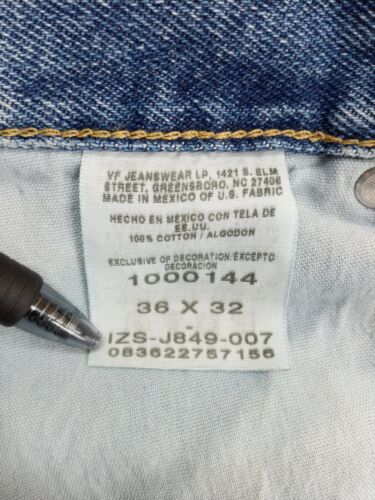 VF JEANSWEAR LP, 1421 S. ELM
STREET, GREENSBORO, NC 27406
MADE IN MEXICO OF U.S. FABRIC
HECHO EN MEXICO CON TELA DE
EE.UU.
100% COTTON / ALGODON
EXCLUSIVE OF DECORATION/EXCEPTO
DECORACION
1000144
36 X 32
-
IZS-J849-007
083622757156